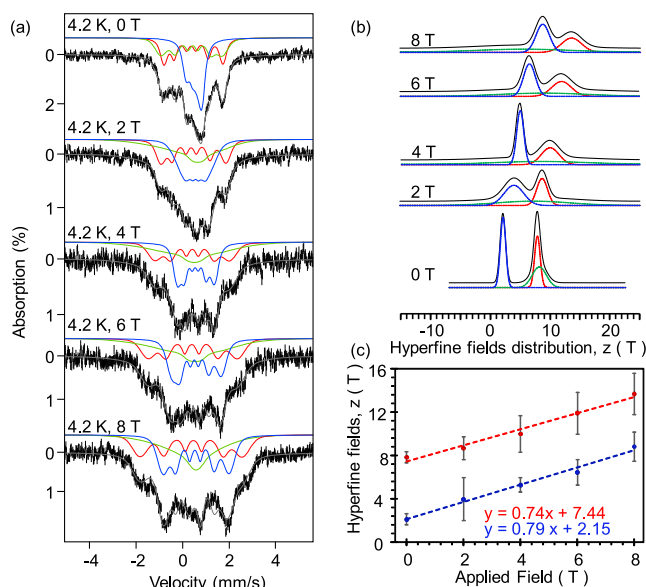 (a)
4.2 K, 0 T
0
2
4.2 K, 2 T
0
1
4.2 K, 4 T
0
1
4.2 K, 6 T
0
1
4.2 K, 8 T
0
1
Absorption (%)
-4 -2 0 2 4
Velocity (mm/s)
(b)
8 T
6 T
4 T
2 T
0 T
-10 0 10 20
Hyperfine fields distribution, z ( T )
(c)
Hyperfine fields, z ( T )
16
12
8
4
0
y = 0.74x + 7.44
y = 0.79 x + 2.15
0 2 4 6 8
Applied Field ( T )